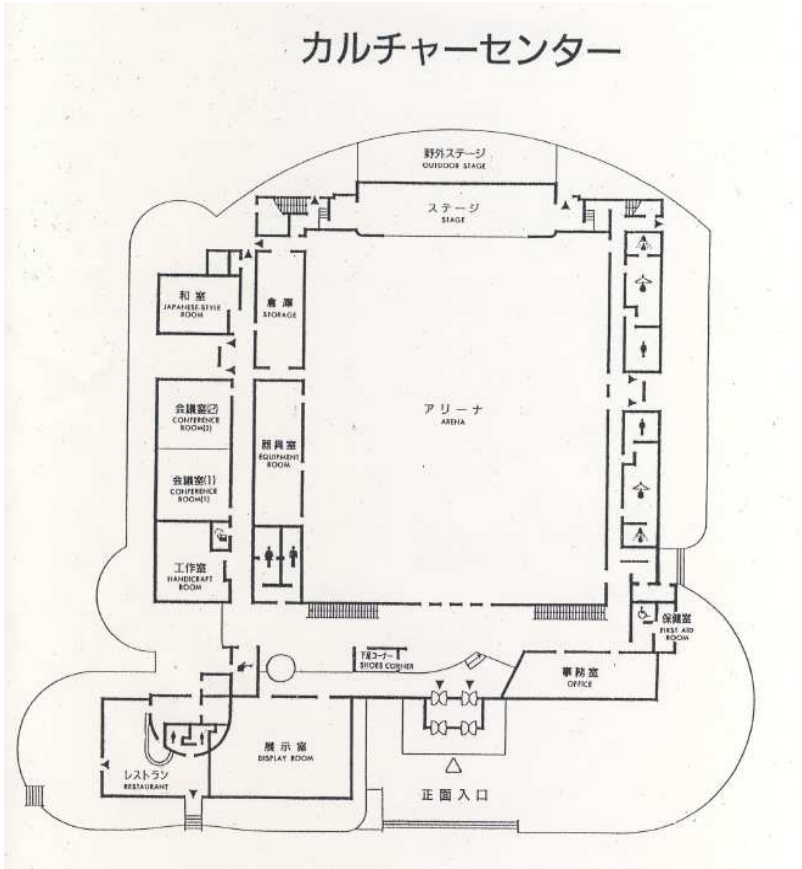 カルチャーセンター
野外ステージ
OUTDOOR STAGE
ステージ
STAGE
和室
JAPANESE-STYLE
ROOM
倉庫
STORAGE
会議室(2)
CONFERENCE
ROOM(2)
アリーナ
ARENA
器具室
EQUIPMENT
ROOM
会議室(1)
CONFERENCE
ROOM(1)
工作室
HANDICRAFT
ROOM
保健室
FIRST AID
ROOM
下足コーナー
SHOES CORNER
事務室
OFFICE
展示室
DISPLAY ROOM
レストラン
RESTAURANT
正面入口